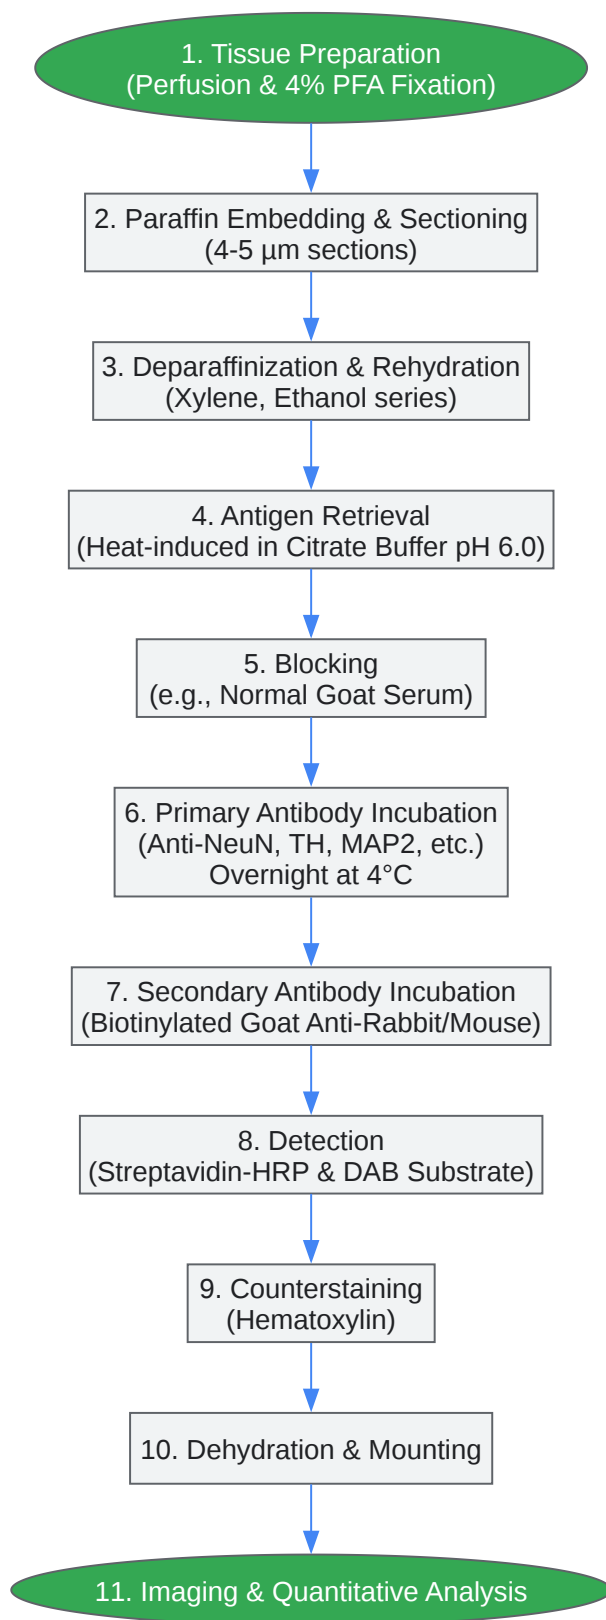 1. Tissue Preparation
(Perfusion & 4% PFA Fixation)
2. Paraffin Embedding & Sectioning
(4-5 µm sections)
3. Deparaffinization & Rehydration
(Xylene, Ethanol series)
4. Antigen Retrieval
(Heat-induced in Citrate Buffer pH 6.0)
5. Blocking
(e.g., Normal Goat Serum)
6. Primary Antibody Incubation
(Anti-NeuN, TH, MAP2, etc.)
Overnight at 4°C
7. Secondary Antibody Incubation
(Biotinylated Goat Anti-Rabbit/Mouse)
8. Detection
(Streptavidin-HRP & DAB Substrate)
9. Counterstaining
(Hematoxylin)
10. Dehydration & Mounting
11. Imaging & Quantitative Analysis